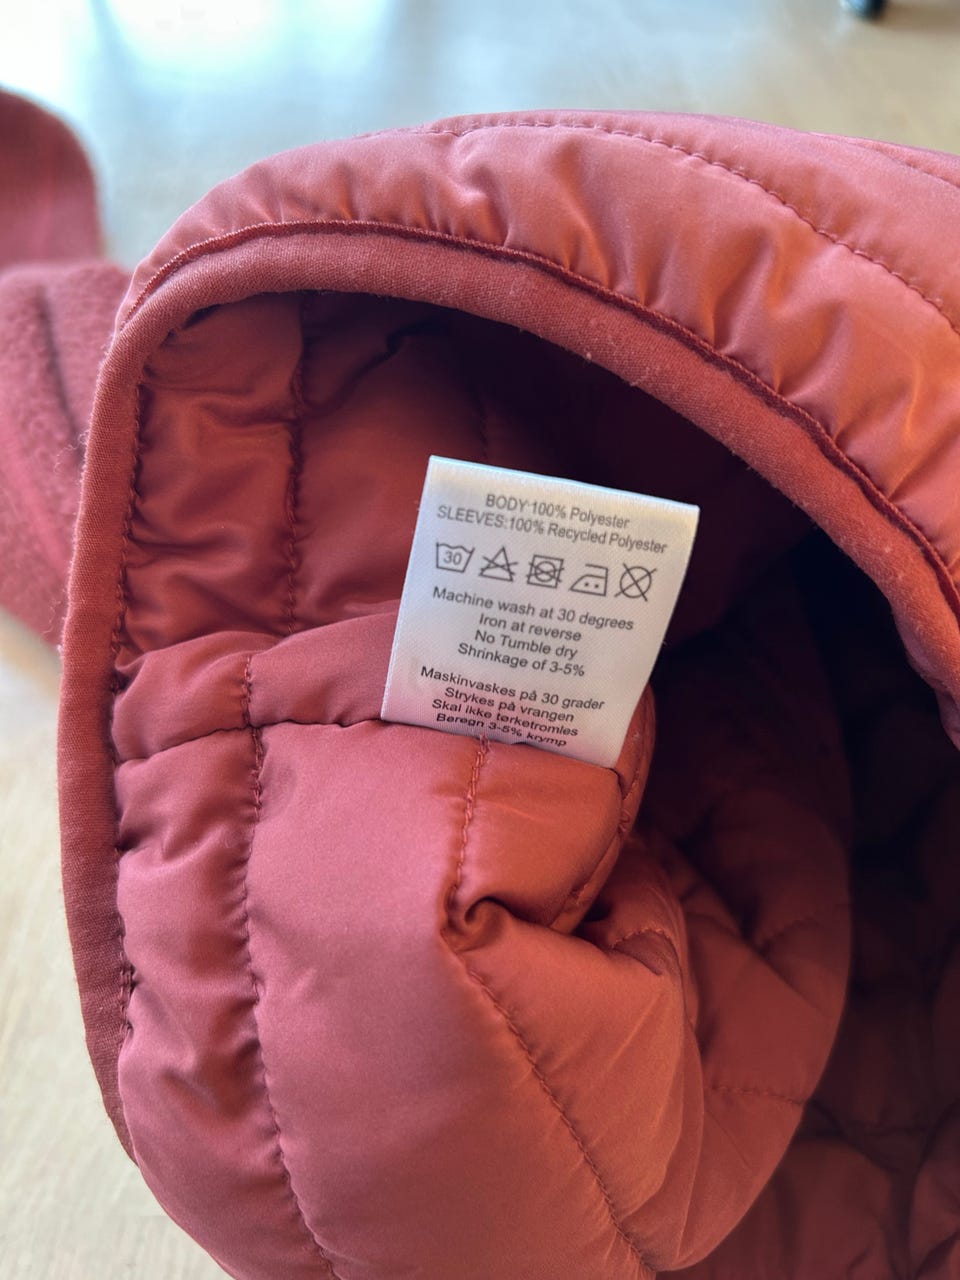 BODY:100% Polyester
SLEEVES:100% Recycled Polyester
30
Machine wash at 30 degrees
Iron at reverse
No Tumble dry
Shrinkage of 3-5%
Maskinvaskes på 30 grader
Strykes på vrangen
Skal ikke tørketromles
Beregn 3-5% krymp